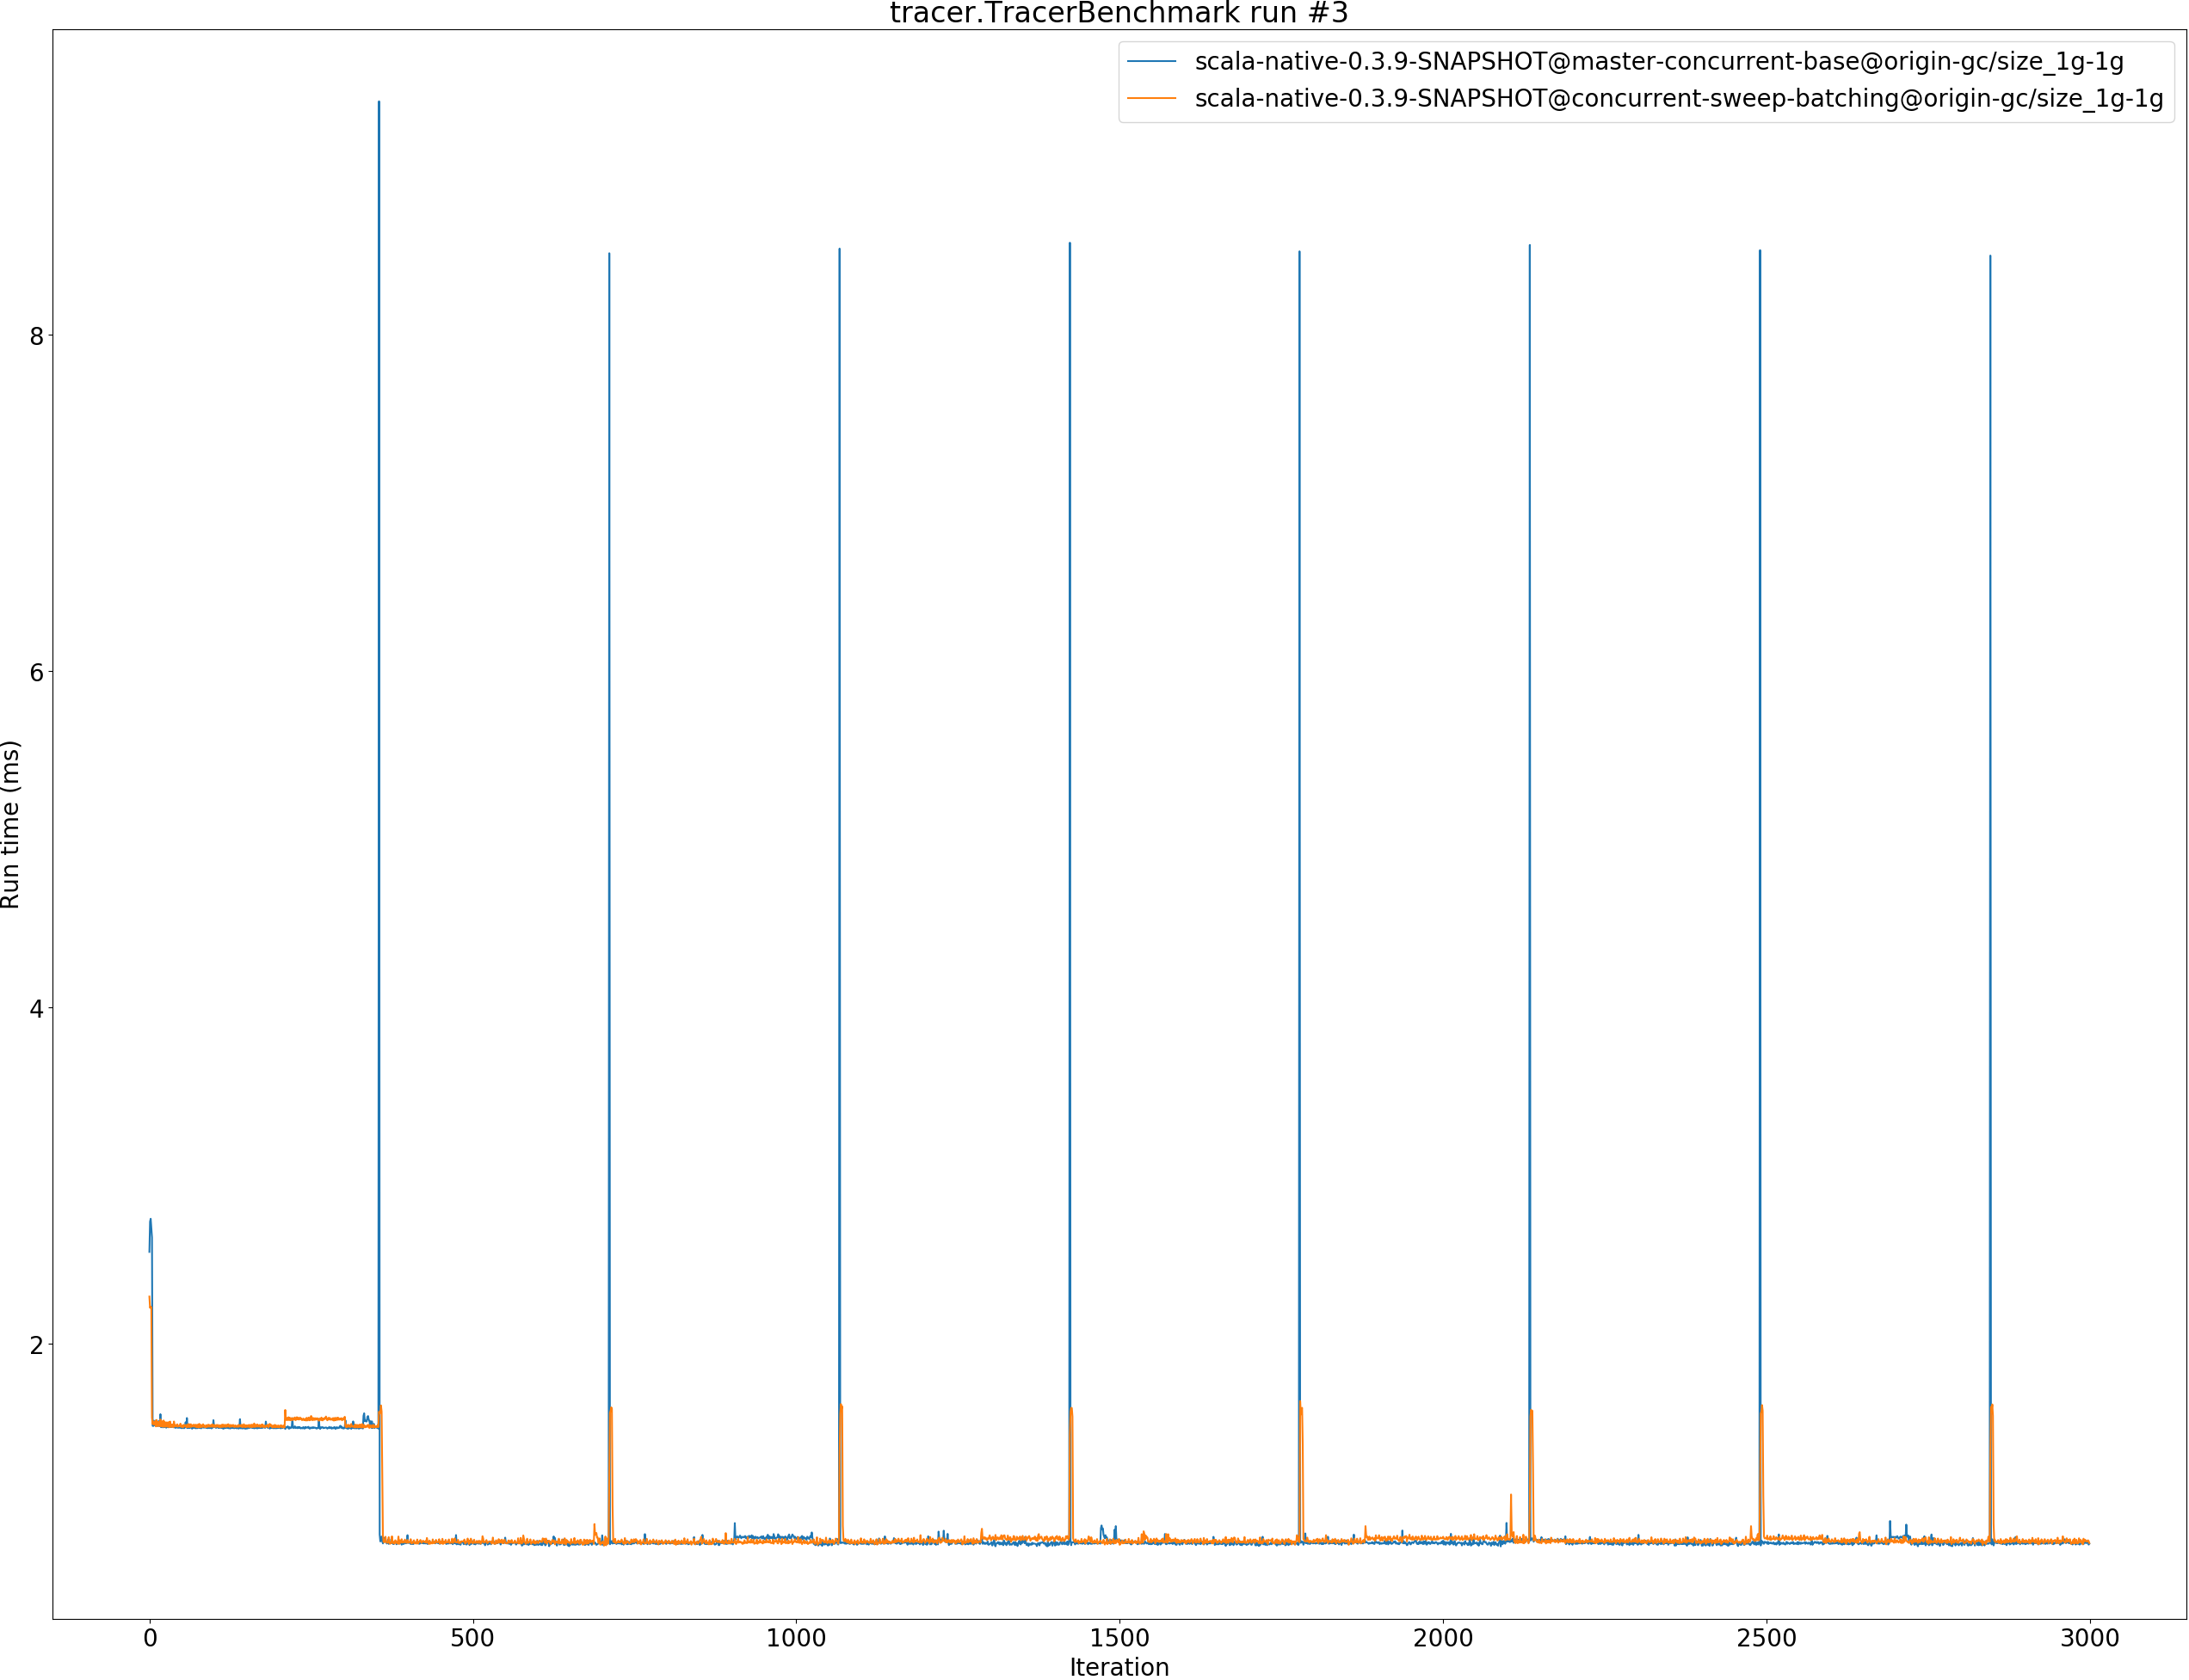 tracer.TracerBenchmark run #3
scala-native-0.3.9-SNAPSHOT@master-concurrent-base@origin-gc/size_1g-1g
scala-native-0.3.9-SNAPSHOT@concurrent-sweep-batching@origin-gc/size_1g-1g
Run time (ms)
8
6
4
2
0 500 1000 1500 2000 2500 3000
Iteration